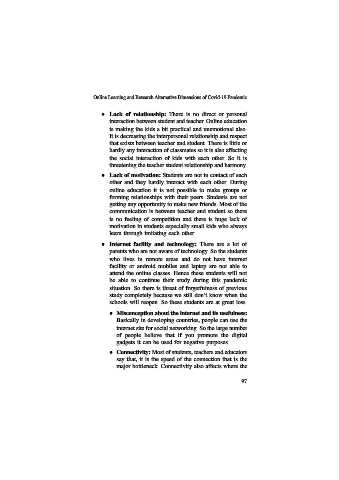 Online Learning and Research Alternative Dimensions of Covid-19 Pandemic
● Lack of relationship: There is no direct or personal
interaction between student and teacher. Online education
is making the kids a bit practical and unemotional also.
It is decreasing the interpersonal relationship and respect
that exists between teacher and student. There is little or
hardly any interaction of classmates so it is also affecting
the social interaction of kids with each other. So it is
threatening the teacher student relationship and harmony.
● Lack of motivation: Students are not in contact of each
other and they hardly interact with each other. During
online education it is not possible to make groups or
forming relationships with their peers. Students are not
getting any opportunity to make new friends. Most of the
communication is between teacher and student so there
is no feeling of competition and there is huge lack of
motivation in students especially small kids who always
learn through imitating each other.
● Internet facility and technology: There are a lot of
parents who are not aware of technology. So the students
who lives in remote areas and do not have internet
facility or android mobiles and laptop are not able to
attend the online classes. Hence these students will not
be able to continue their study during this pandemic
situation. So there is threat of forgetfulness of previous
study completely because we still don't know when the
schools will reopen. So these students are at great loss.
● Misconception about the internet and its usefulness:
Basically in developing countries, people can use the
internet site for social networking. So the large number
of people believe that if you promote the digital
gadgets it can be used for negative purposes.
● Connectivity: Most of students, teachers and educators
say that, it is the speed of the connection that is the
major bottleneck. Connectivity also affects where the
97